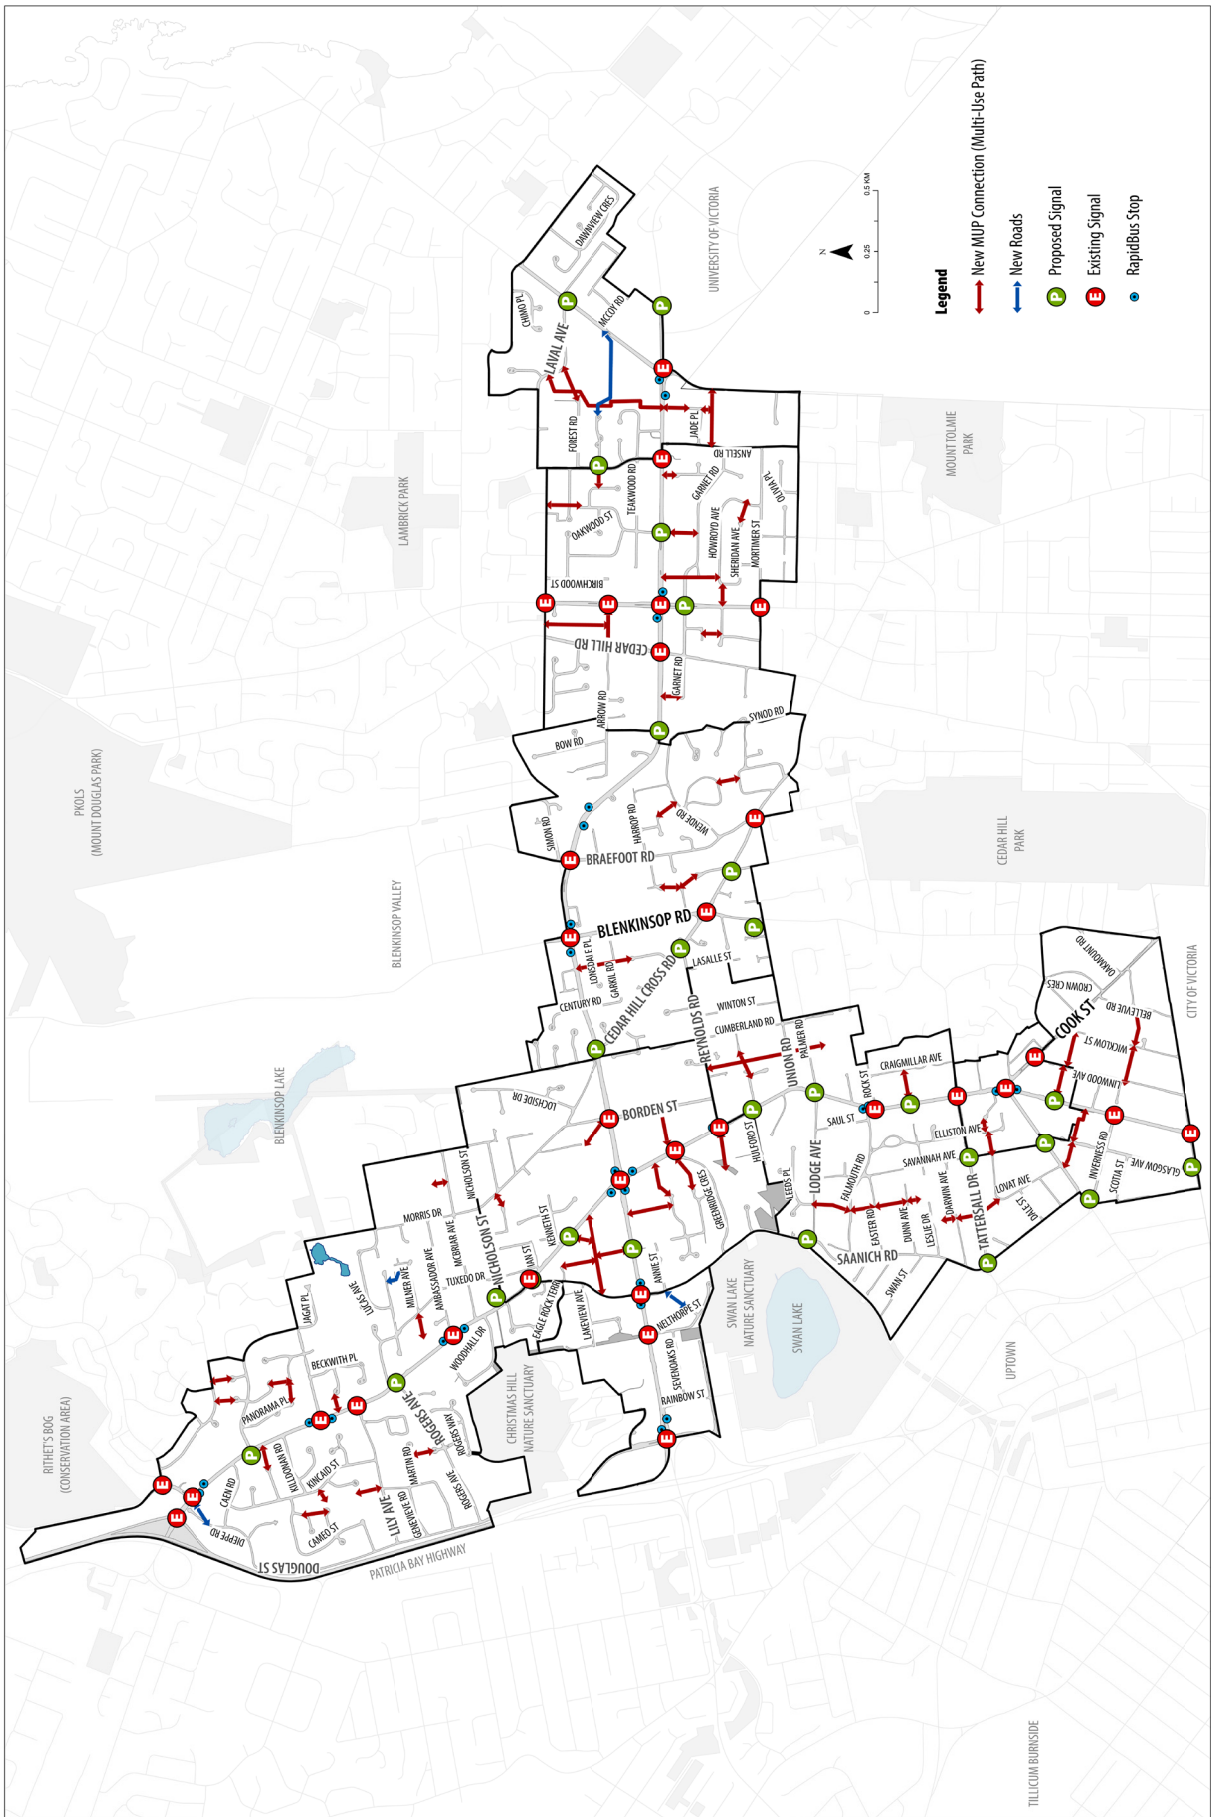 RITHET'S BOG
(CONSERVATION AREA)
PKOLS
(MOUNT DOUGLAS PARK)
BLENKINSOP LAKE
BLENKINSOP VALLEY
LAMBRICK PARK
UNIVERSITY OF VICTORIA
MOUNT TOLMIE
PARK
CEDAR HILL
PARK
CITY OF VICTORIA
SWAN LAKE
NATURE SANCTUARY
SWAN LAKE
UPTOWN
TILLICUM BURNSIDE
CHRISTMAS HILL
NATURE SANCTUARY
PATRICIA BAY HIGHWAY
DOUGLAS ST
DIEPPE RD
CAEN RD
KILLDONAN RD
KINCAID ST
CAMEO ST
LILY AVE
GENEVIEVE RD
MARTIN RD
ROGERS AVE
ROGERS AVE
ROGERS WAY
PANORAMA PL
BECKWITH PL
JAGAT PL
LUCAS AVE
MILNER AVE
AMBASSADOR AVE
MCBRIAR AVE
MORRIS DR
TUXEDO DR
WOODHALL DR
NICHOLSON ST
NICHOLSON ST
IAN ST
KENNETH ST
EAGLE ROCK TERR
LAKEVIEW AVE
ANNIE ST
NELTHORPE ST
SEVENOAKS RD
RAINBOW ST
GREENRIDGE CRES
LOCHSIDE DR
BORDEN ST
REYNOLDS RD
HULFORD ST
LEEDS PL
LODGE AVE
UNION RD
PALMER RD
CUMBERLAND RD
WINTON ST
LASALLE ST
CEDAR HILL CROSS RD
CENTURY RD
LONSDALE PL
GARKIL RD
BLENKINSOP RD
BRAEFOOT RD
SIMON RD
HARROP RD
WENDE RD
BOW RD
ARROW RD
SYNOD RD
GARNET RD
CEDAR HILL RD
BIRCHWOOD ST
OAKWOOD ST
TEAKWOOD RD
FOREST RD
LAVAL AVE
CHIMO PL
MCCOY RD
DAWNVIEW CRES
JADE PL
ANSELL RD
GARNET RD
OLIVIA PL
HOWROYD AVE
SHERIDAN AVE
MORTIMER ST
SAUL ST
ROCK ST
CRAIGMILLAR AVE
FALMOUTH RD
EASTER RD
DUNN AVE
LESLIE DR
DARWIN AVE
SAVANNAH AVE
ELLISTON AVE
SAANICH RD
SWAN ST
TATTERSALL DR
LOVAT AVE
DALE ST
INVERNESS RD
SCOTIA ST
GLASGOW AVE
LINWOOD AVE
WICKLOW ST
BELLEVUE RD
COOK ST
CROWN CRES
OAKMOUNT RD
N
0 0.25 0.5 KM
Legend
New MUP Connection (Multi-Use Path)
New Roads
P Proposed Signal
E Existing Signal
RapidBus Stop